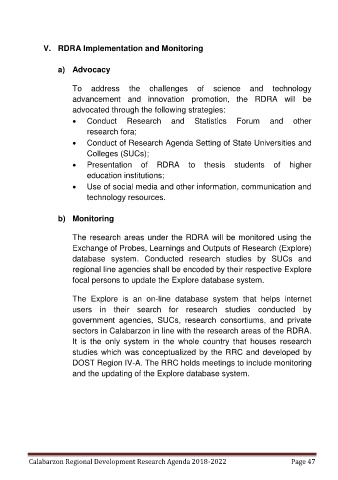 V. RDRA Implementation and Monitoring
a) Advocacy
To address the challenges of science and technology
advancement and innovation promotion, the RDRA will be
advocated through the following strategies:
• Conduct Research and Statistics Forum and other
research fora;
• Conduct of Research Agenda Setting of State Universities and
Colleges (SUCs);
• Presentation of RDRA to thesis students of higher
education institutions;
• Use of social media and other information, communication and
technology resources.
b) Monitoring
The research areas under the RDRA will be monitored using the
Exchange of Probes, Learnings and Outputs of Research (Explore)
database system. Conducted research studies by SUCs and
regional line agencies shall be encoded by their respective Explore
focal persons to update the Explore database system.
The Explore is an on-line database system that helps internet
users in their search for research studies conducted by
government agencies, SUCs, research consortiums, and private
sectors in Calabarzon in line with the research areas of the RDRA.
It is the only system in the whole country that houses research
studies which was conceptualized by the RRC and developed by
DOST Region IV-A. The RRC holds meetings to include monitoring
and the updating of the Explore database system.
Calabarzon Regional Development Research Agenda 2018-2022 Page 47